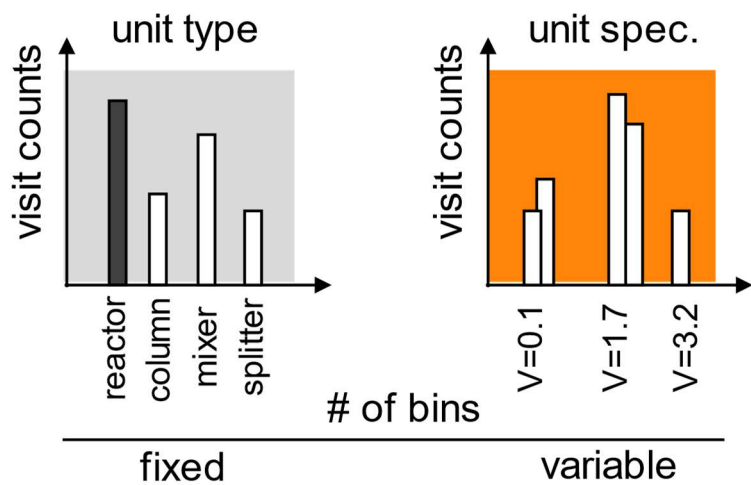 unit type
visit counts
reactor
column
mixer
splitter
unit spec.
visit counts
V=0.1
V=1.7
V=3.2
# of bins
fixed
variable